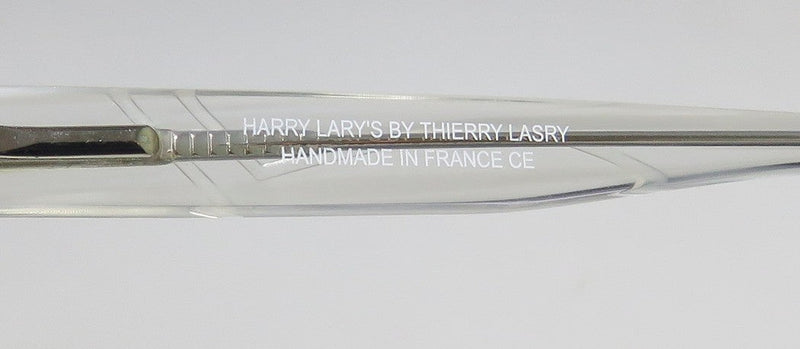 HARRY LARY'S BY THIERRY LASRY
HANDMADE IN FRANCE CE